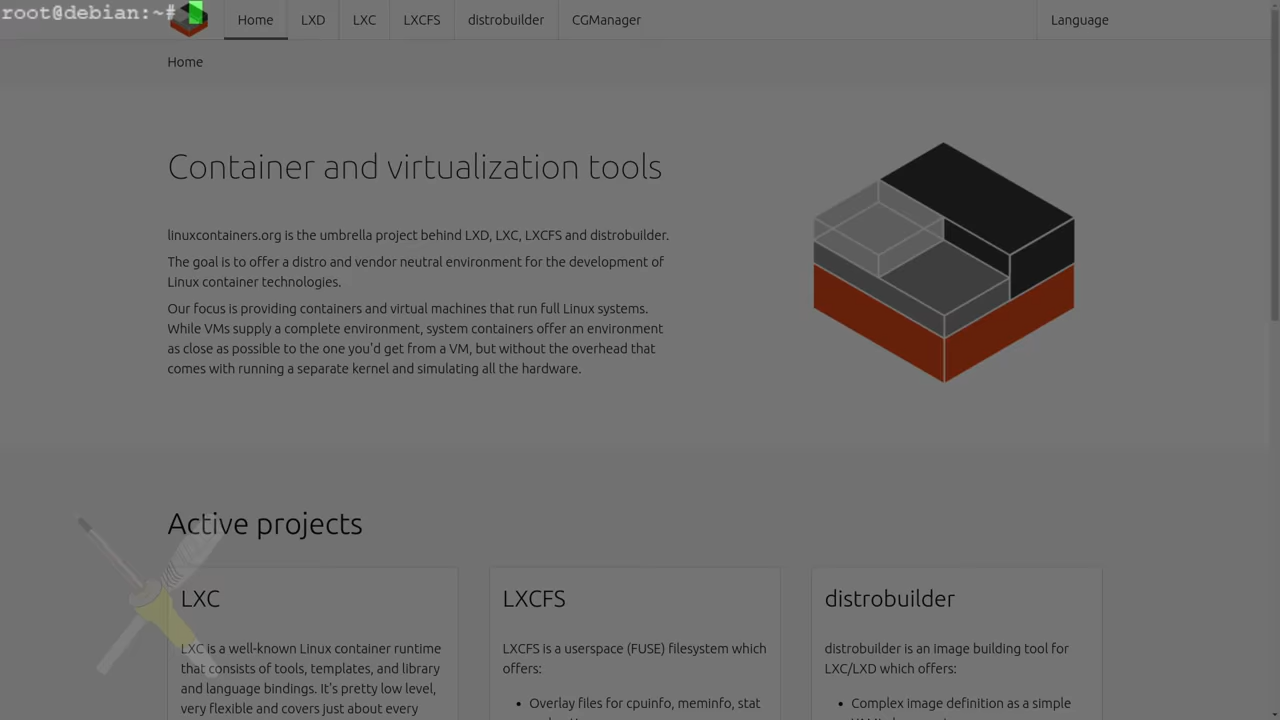 root@debian:~#
Home LXD LXC LXCFS distrobuilder CGManager Language
Home
Container and virtualization tools
linuxcontainers.org is the umbrella project behind LXD, LXC, LXCFS and distrobuilder.
The goal is to offer a distro and vendor neutral environment for the development of
Linux container technologies.
Our focus is providing containers and virtual machines that run full Linux systems.
While VMs supply a complete environment, system containers offer an environment
as close as possible to the one you'd get from a VM, but without the overhead that
comes with running a separate kernel and simulating all the hardware.
Active projects
LXC
LXC is a well-known Linux container runtime
that consists of tools, templates, and library
and language bindings. It's pretty low level,
very flexible and covers just about every
LXCFS
LXCFS is a userspace (FUSE) filesystem which
offers:
• Overlay files for cpuinfo, meminfo, stat
distrobuilder
distrobuilder is an image building tool for
LXC/LXD which offers:
• Complex image definition as a simple